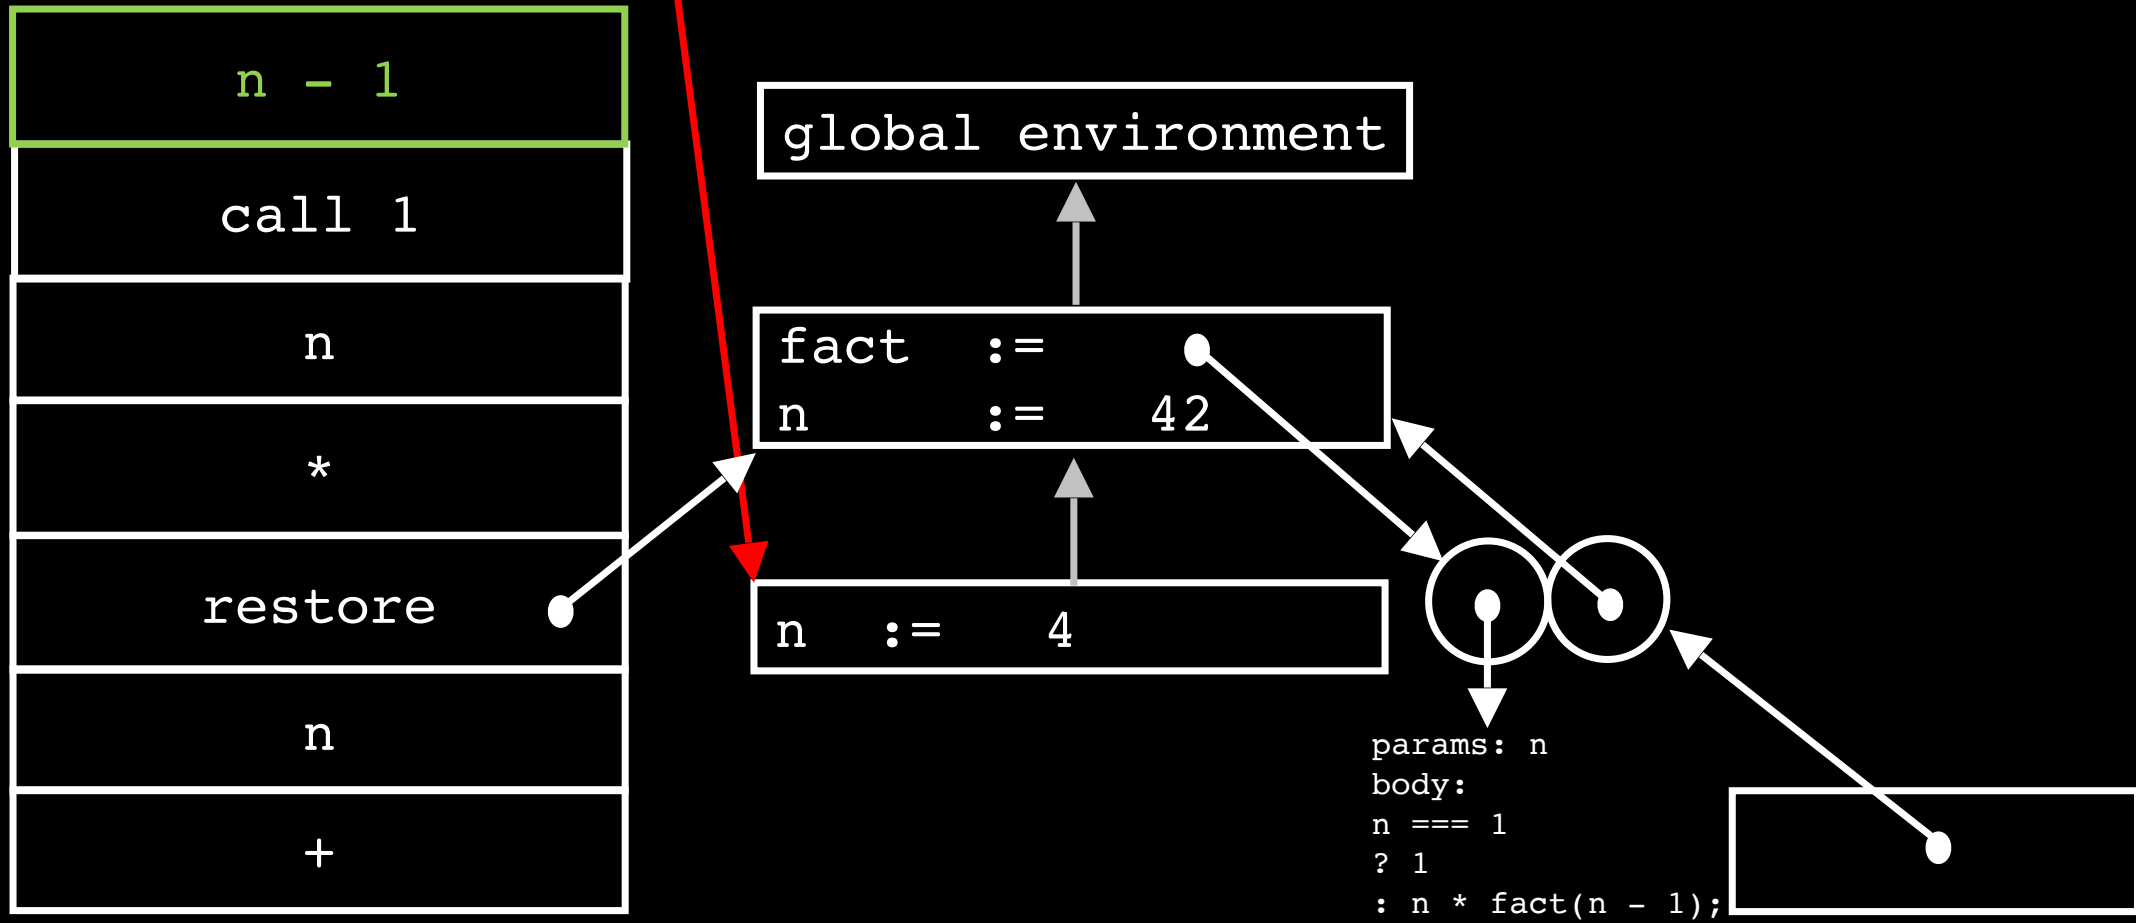 n - 1
call 1
n
*
restore
n
+
global environment
fact := 
n := 42
n := 4
params: n
body:
n === 1
? 1
: n * fact(n - 1);